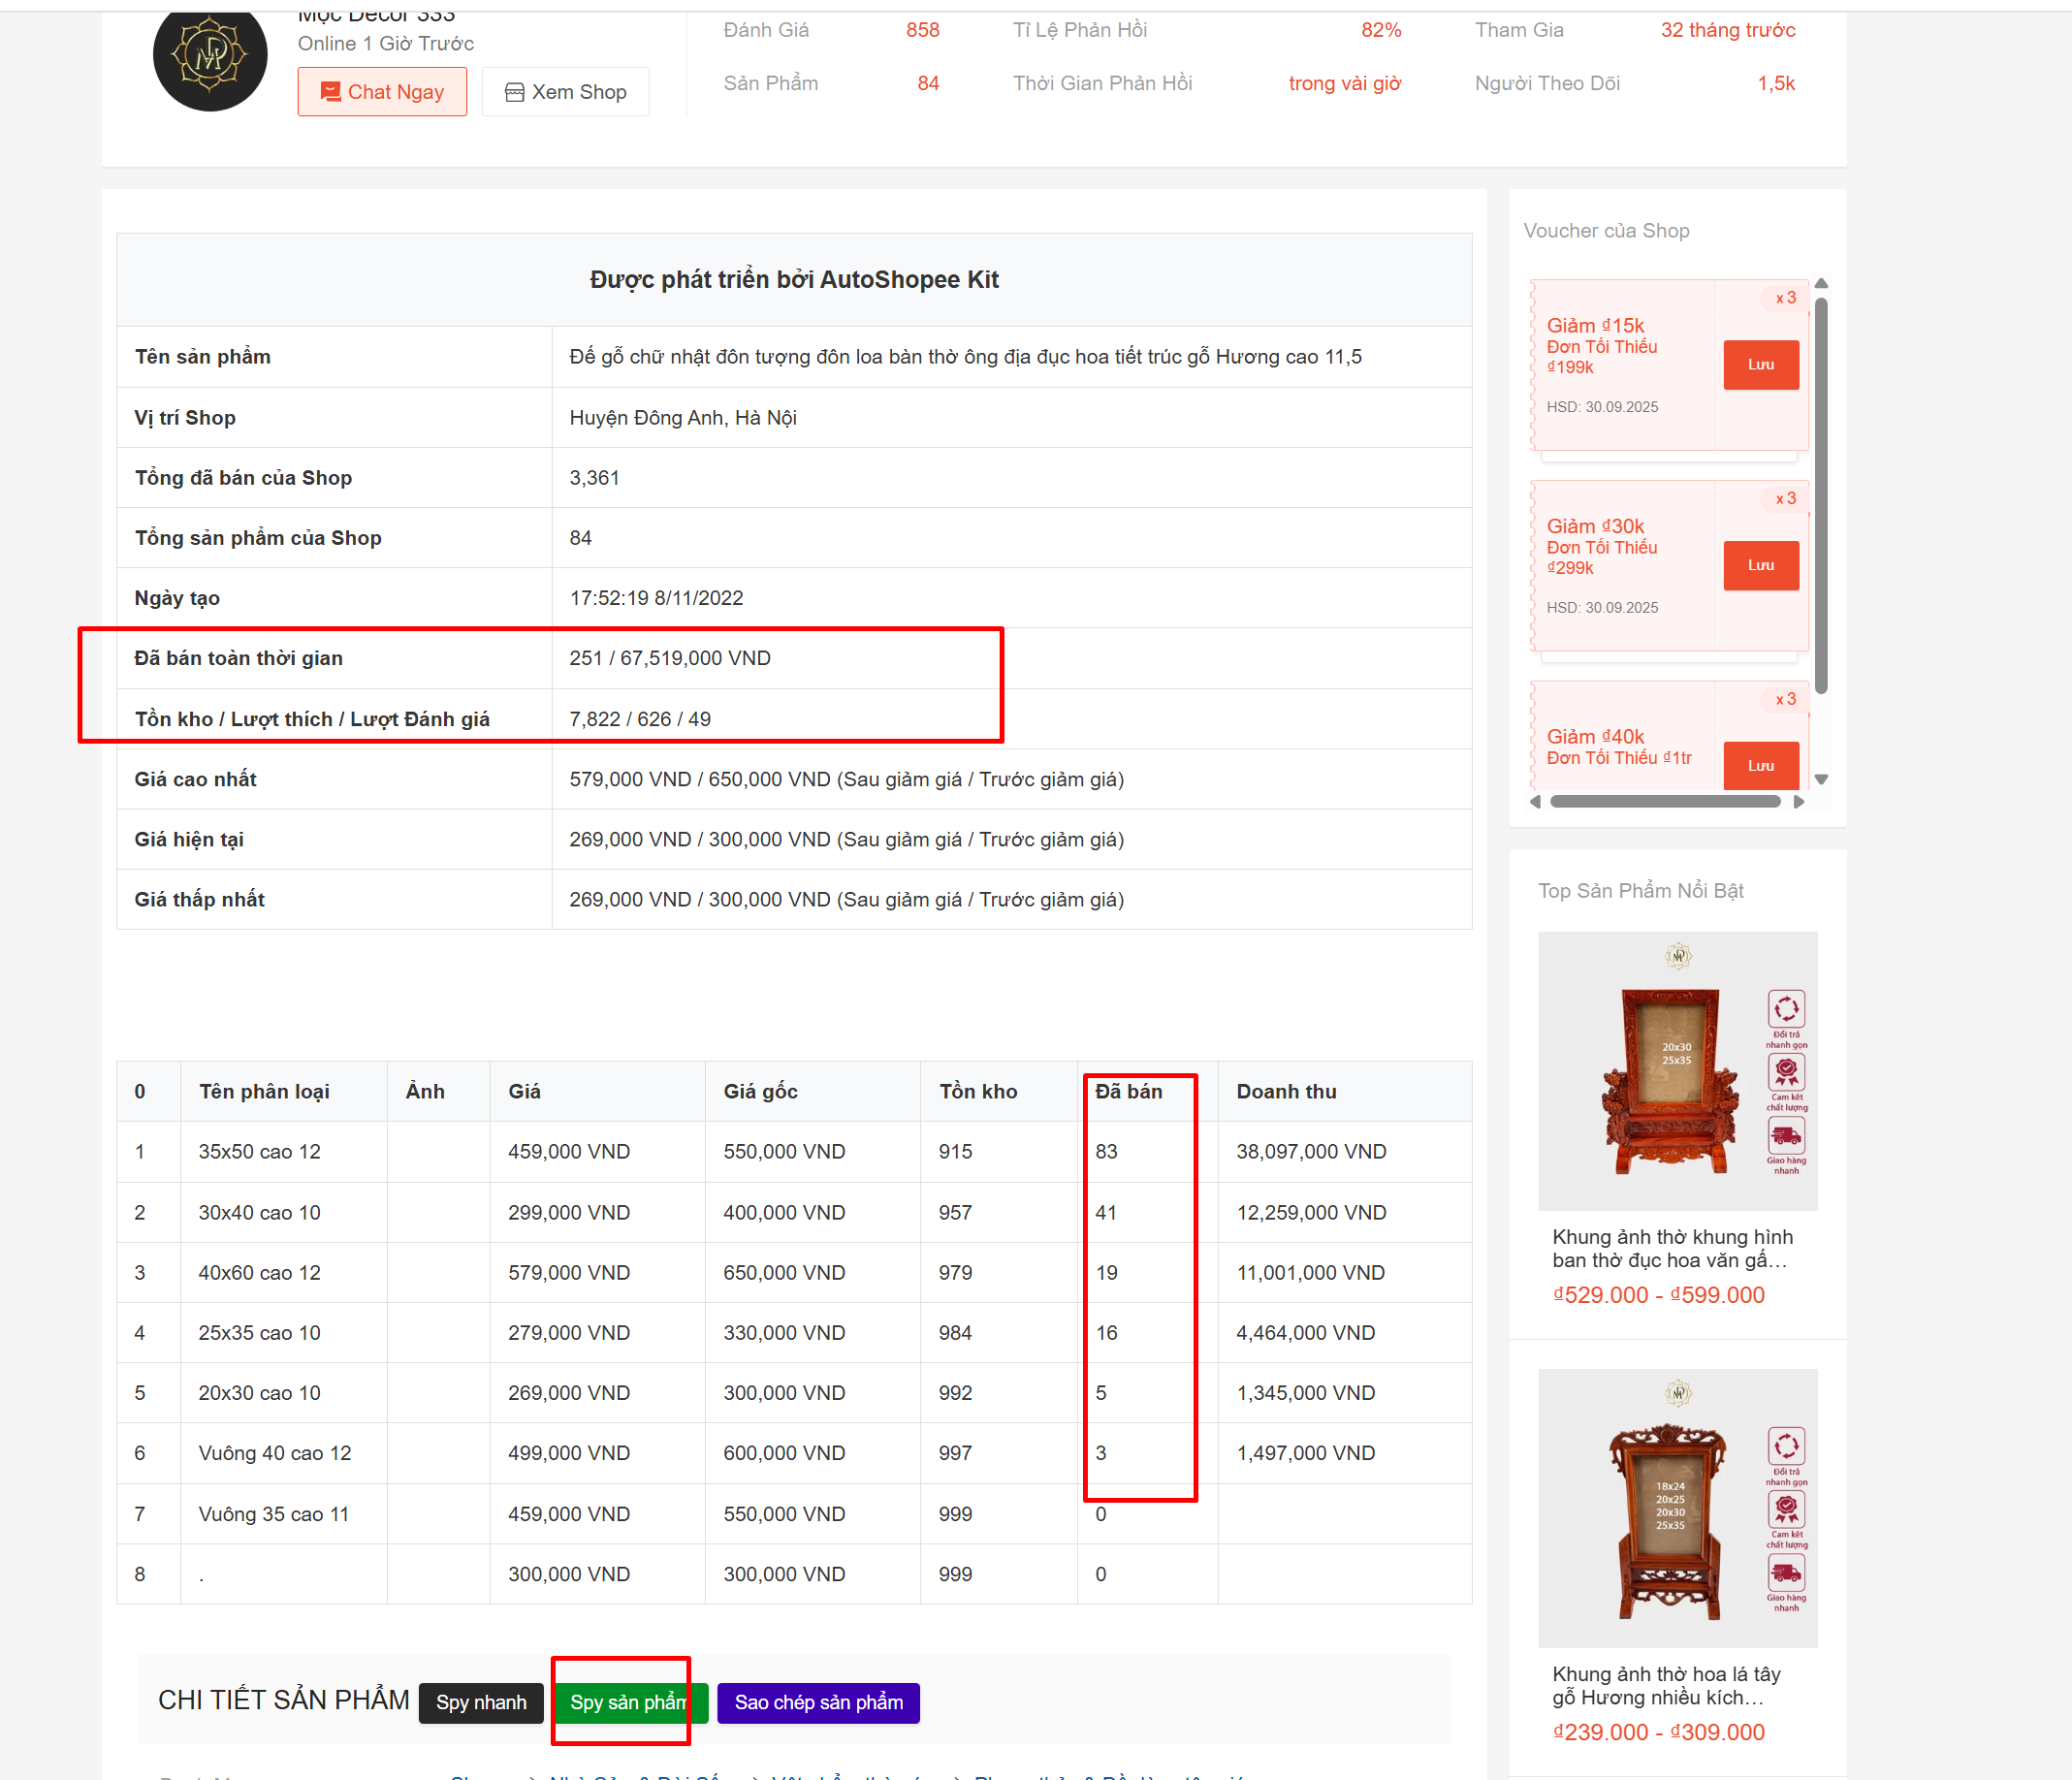 Mộc Decor 333
Online 1 Giờ Trước
Chat Ngay
Xem Shop
Đánh Giá 858
Tỉ Lệ Phản Hồi 82%
Tham Gia 32 tháng trước
Sản Phẩm 84
Thời Gian Phản Hồi trong vài giờ
Người Theo Dõi 1,5k
Được phát triển bởi AutoShopee Kit
Tên sản phẩm Đế gỗ chữ nhật đôn tượng đôn loa bàn thờ ông địa đục hoa tiết trúc gỗ Hương cao 11,5
Vị trí Shop Huyện Đông Anh, Hà Nội
Tổng đã bán của Shop 3,361
Tổng sản phẩm của Shop 84
Ngày tạo 17:52:19 8/11/2022
Đã bán toàn thời gian 251 / 67,519,000 VND
Tồn kho / Lượt thích / Lượt Đánh giá 7,822 / 626 / 49
Giá cao nhất 579,000 VND / 650,000 VND (Sau giảm giá / Trước giảm giá)
Giá hiện tại 269,000 VND / 300,000 VND (Sau giảm giá / Trước giảm giá)
Giá thấp nhất 269,000 VND / 300,000 VND (Sau giảm giá / Trước giảm giá)
0 Tên phân loại Ảnh Giá Giá gốc Tồn kho Đã bán Doanh thu
1 35x50 cao 12 459,000 VND 550,000 VND 915 83 38,097,000 VND
2 30x40 cao 10 299,000 VND 400,000 VND 957 41 12,259,000 VND
3 40x60 cao 12 579,000 VND 650,000 VND 979 19 11,001,000 VND
4 25x35 cao 10 279,000 VND 330,000 VND 984 16 4,464,000 VND
5 20x30 cao 10 269,000 VND 300,000 VND 992 5 1,345,000 VND
6 Vuông 40 cao 12 499,000 VND 600,000 VND 997 3 1,497,000 VND
7 Vuông 35 cao 11 459,000 VND 550,000 VND 999 0
8 . 300,000 VND 300,000 VND 999 0
CHI TIẾT SẢN PHẨM Spy nhanh Spy sản phẩm Sao chép sản phẩm
Voucher của Shop
x 3
Giảm ₫15k
Đơn Tối Thiểu
₫199k
Lưu
HSD: 30.09.2025
x 3
Giảm ₫30k
Đơn Tối Thiểu
₫299k
Lưu
HSD: 30.09.2025
x 3
Giảm ₫40k
Đơn Tối Thiểu ₫1tr
Lưu
Top Sản Phẩm Nổi Bật
20x30
25x35
Đổi trả
nhanh gọn
Cam kết
chất lượng
Giao hàng
nhanh
Khung ảnh thờ khung hình
ban thờ đục hoa văn gấ...
₫529.000 - ₫599.000
18x24
20x25
20x30
25x35
Đổi trả
nhanh gọn
Cam kết
chất lượng
Giao hàng
nhanh
Khung ảnh thờ hoa lá tây
gỗ Hương nhiều kích...
₫239.000 - ₫309.000